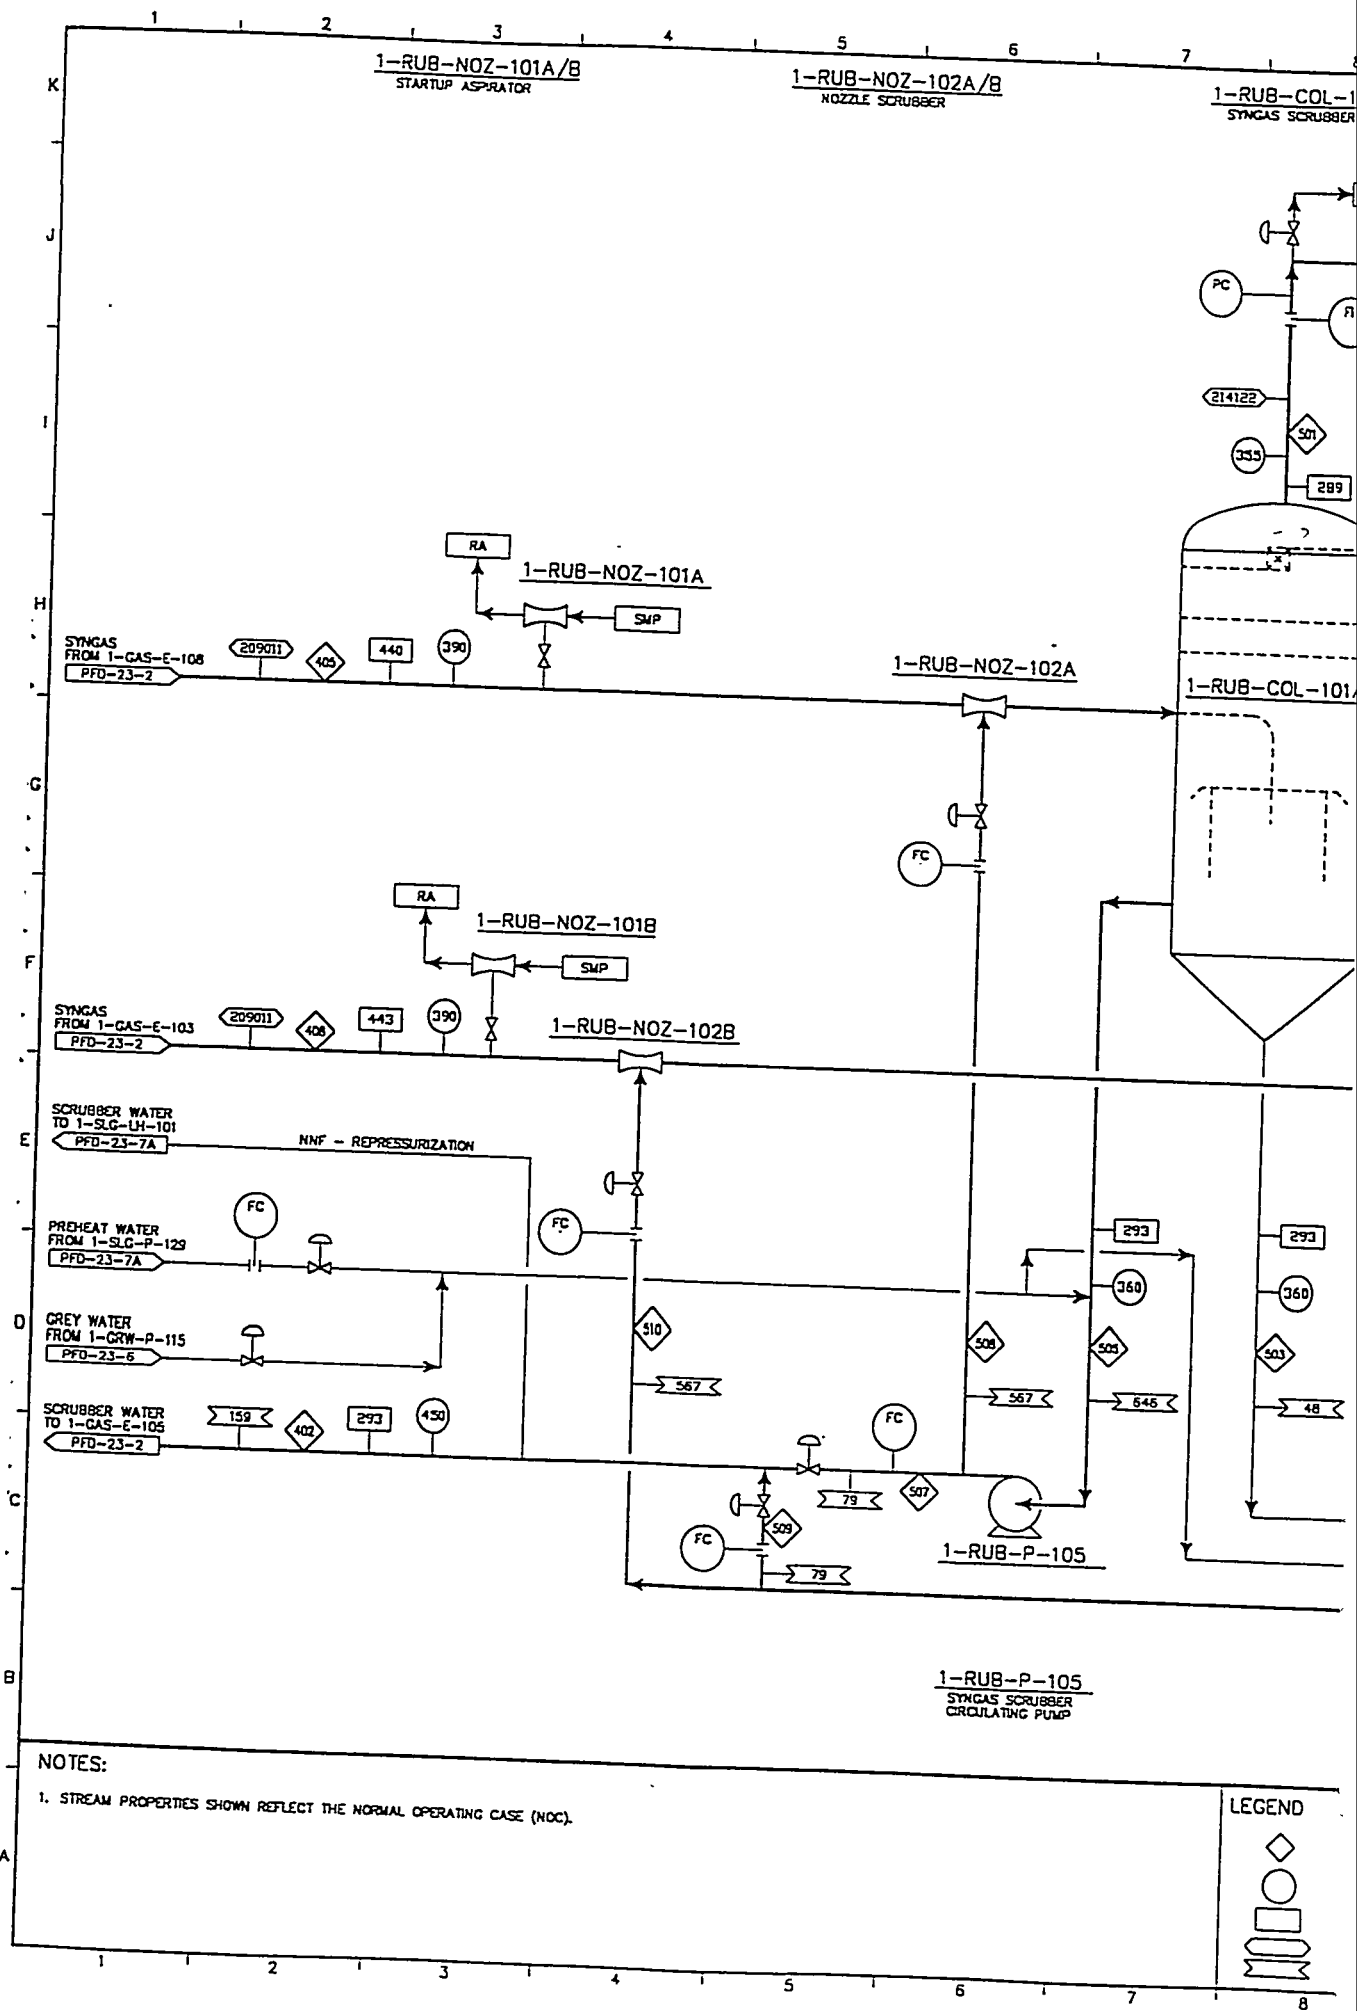 1 2 3 4 5 6 7
K
1-RUB-NOZ-101A/B
STARTUP ASPIRATOR
1-RUB-NOZ-102A/B
NOZZLE SCRUBBER
1-RUB-COL-1
SYNGAS SCRUBBER
J
PC
FI
214122
I
501
355
289
RA
1-RUB-NOZ-101A
H
SMP
SYNGAS
FROM 1-GAS-E-108
PFD-23-2
209011
405
440
390
1-RUB-NOZ-102A
1-RUB-COL-101A
G
FC
RA
1-RUB-NOZ-101B
F
SMP
SYNGAS
FROM 1-GAS-E-103
PFD-23-2
209011
406
443
390
1-RUB-NOZ-102B
SCRUBBER WATER
TO 1-SLG-LH-101
PFD-23-7A
E
NNF - REPRESSURIZATION
FC
FC
PREHEAT WATER
FROM 1-SLG-P-129
PFD-23-7A
293
293
360
360
D
GREY WATER
FROM 1-GRW-P-115
PFD-23-6
510
508
505
503
567
567
646
48
SCRUBBER WATER
TO 1-GAS-E-105
PFD-23-2
159
402
293
450
FC
C
79
507
509
FC
79
1-RUB-P-105
B
1-RUB-P-105
SYNGAS SCRUBBER
CIRCULATING PUMP
NOTES:
1. STREAM PROPERTIES SHOWN REFLECT THE NORMAL OPERATING CASE (NOC).
LEGEND
A
1 2 3 4 5 6 7 8